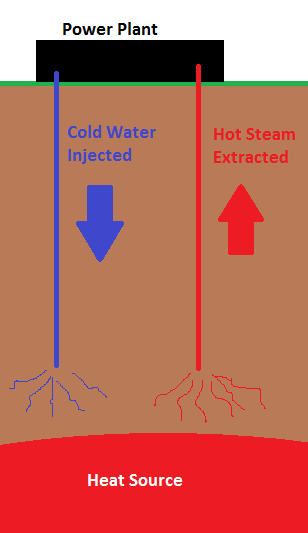 Power Plant
Cold Water
Injected
Hot Steam
Extracted
Heat Source